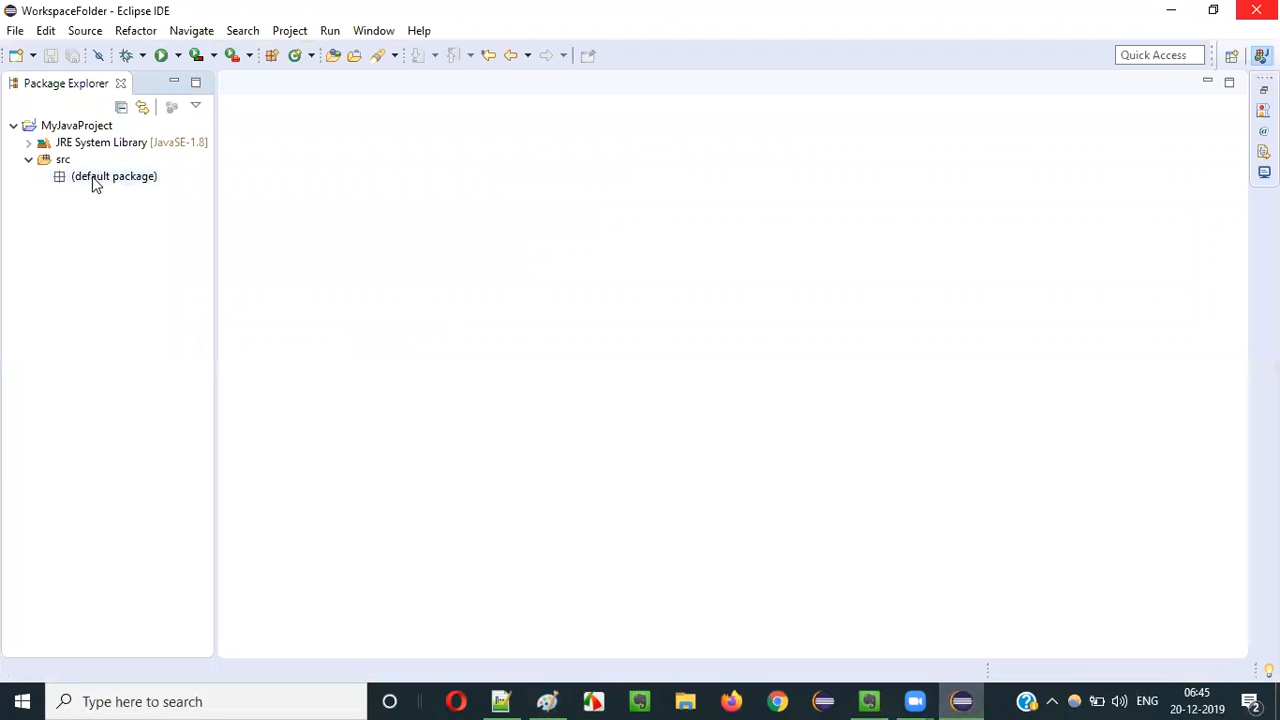 WorkspaceFolder - Eclipse IDE
File Edit Source Refactor Navigate Search Project Run Window Help
Quick Access
Package Explorer
MyJavaProject
JRE System Library [JavaSE-1.8]
src
(default package)
Type here to search
ENG
06:45
20-12-2019
2